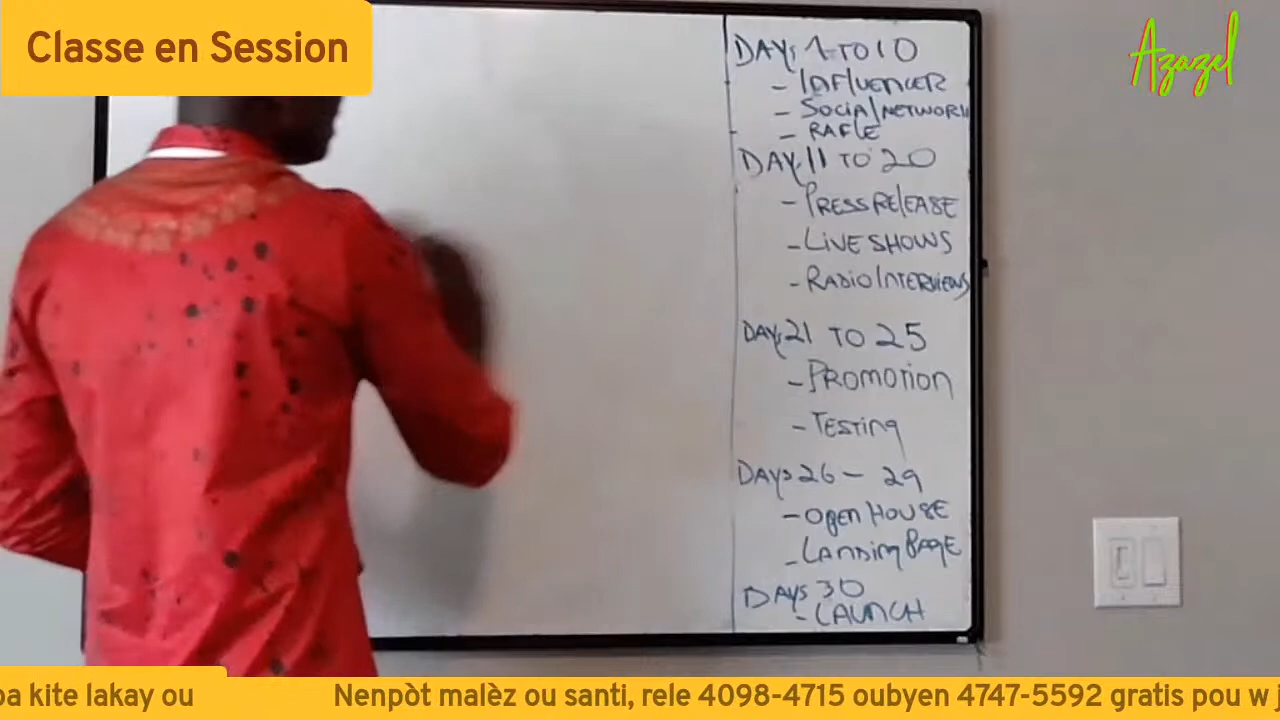 Classe en Session
Azazel
DAYS 1 TO 10
- INFLUENCER
- SOCIAL NETWORK
- RAFLE
DAYS 11 TO 20
- PRESS RELEASE
- LIVE SHOWS
- RADIO INTERVIEWS
DAYS 21 TO 25
- PROMOTION
- TESTING
DAYS 26 - 29
- OPEN HOUSE
- LANDING PAGE
DAYS 30
- LAUNCH
pa kite lakay ou Nenpòt malèz ou santi, rele 4098-4715 oubyen 4747-5592 gratis pou w j